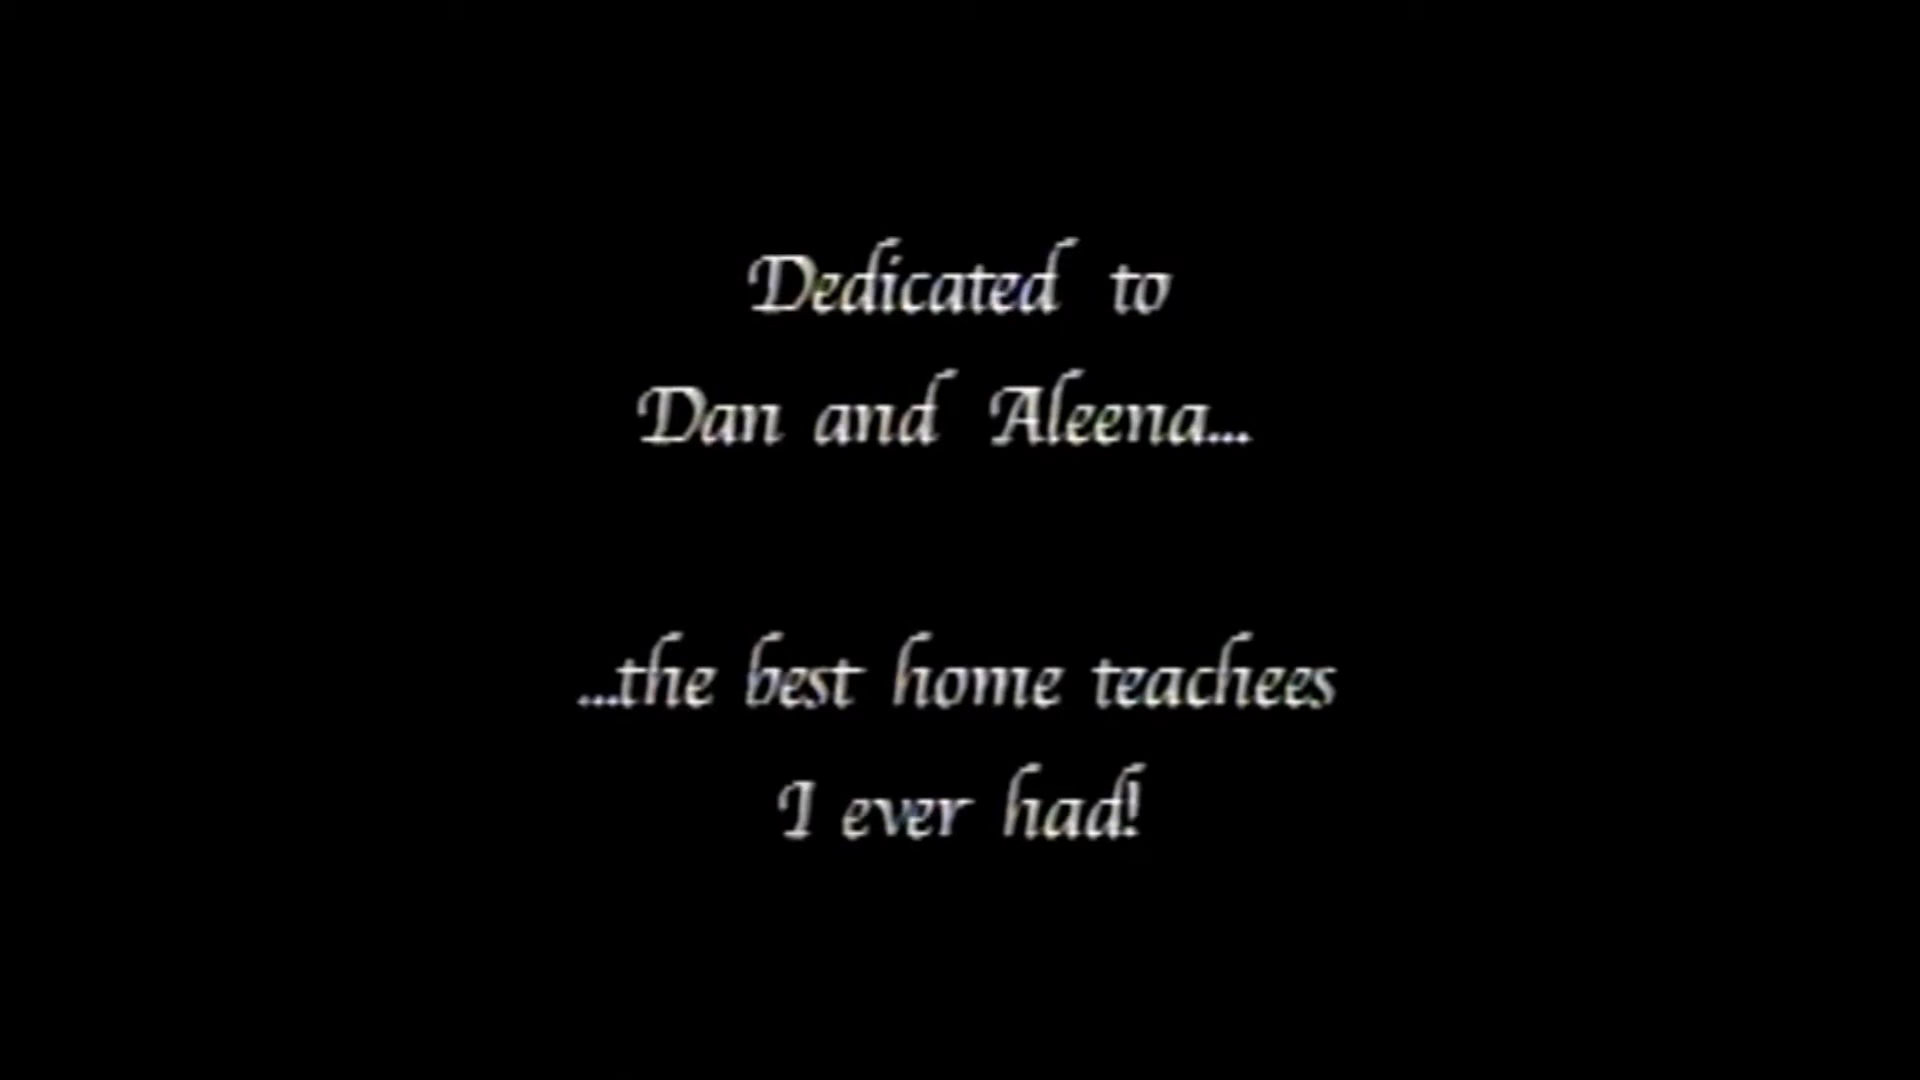 Dedicated to
Dan and Aleena...
...the best home teachees
I ever had!